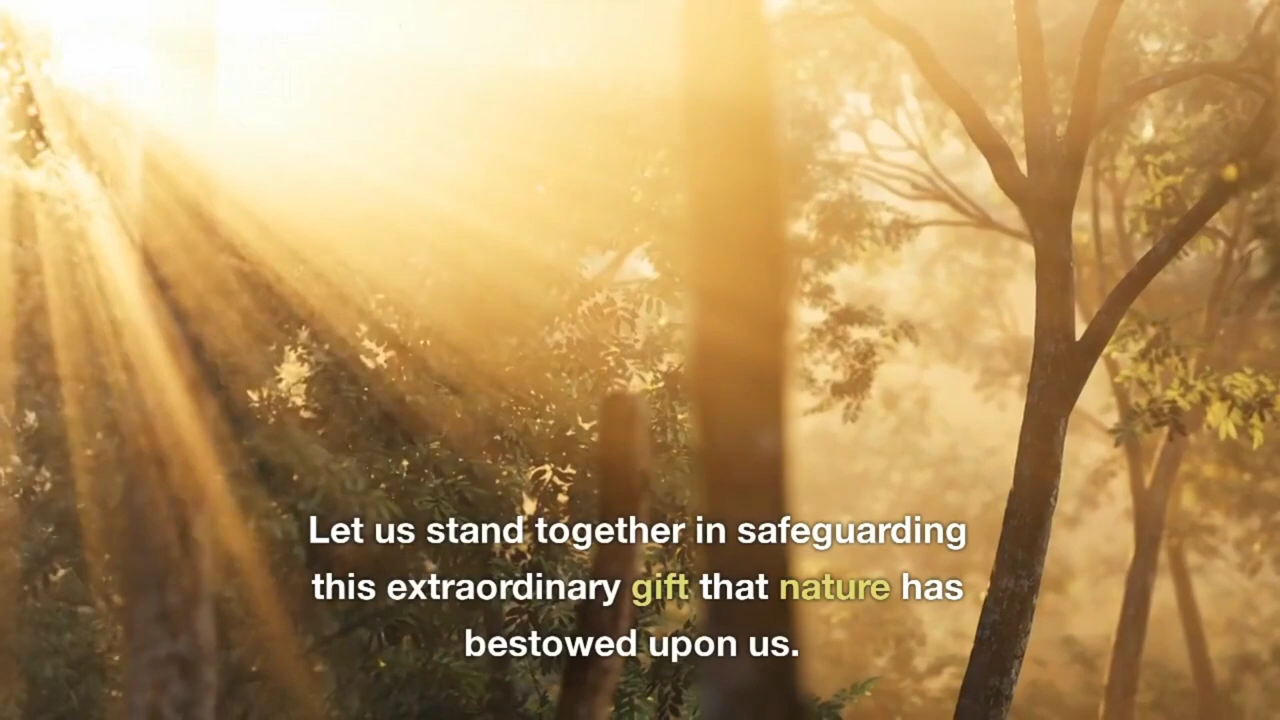 Let us stand together in safeguarding
this extraordinary gift that nature has
bestowed upon us.